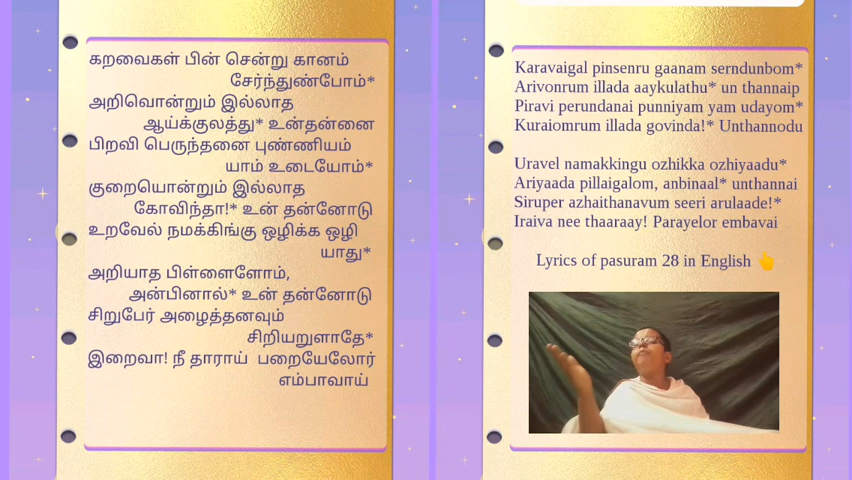 கறவைகள் பின் சென்று கானம்
சேர்ந்துண்போம்*
அறிவொன்றும் இல்லாத
ஆய்க்குலத்து* உன்தன்னை
பிறவி பெருந்தனை புண்ணியம்
யாம் உடையோம்*
குறையொன்றும் இல்லாத
கோவிந்தா!* உன் தன்னோடு
உறவேல் நமக்கிங்கு ஒழிக்க ஒழி
யாது*
அறியாத பிள்ளைளோம்,
அன்பினால்* உன் தன்னோடு
சிறுபேர் அழைத்தனவும்
சிறியறுளாதே*
இறைவா! நீ தாராய் பறையேலோர்
எம்பாவாய்
Karavaigal pinsenru gaanam serndunbom*
Arivonrum illada aaykulathu* un thannaip
Piravi perundanai punniyam yam udayom*
Kuraiomrum illada govinda!* Unthannodu
Uravel namakkingu ozhikka ozhiyaadu*
Ariyaada pillaigalom, anbinaal* unthannai
Siruper azhaithanavum seeri arulaade!*
Iraiva nee thaaraay! Parayelor embavai
Lyrics of pasuram 28 in English 👆